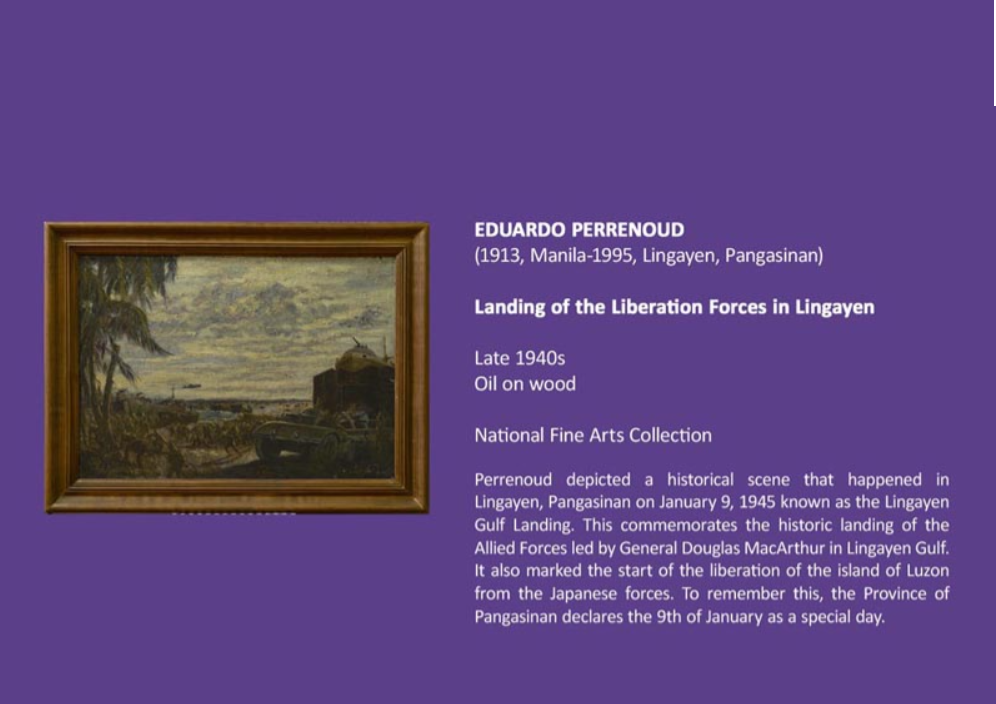 EDUARDO PERRENOUD
(1913, Manila-1995, Lingayen, Pangasinan)
Landing of the Liberation Forces in Lingayen
Late 1940s
Oil on wood
National Fine Arts Collection
Perrenoud depicted a historical scene that happened in
Lingayen, Pangasinan on January 9, 1945 known as the Lingayen
Gulf Landing. This commemorates the historic landing of the
Allied Forces led by General Douglas MacArthur in Lingayen Gulf.
It also marked the start of the liberation of the island of Luzon
from the Japanese forces. To remember this, the Province of
Pangasinan declares the 9th of January as a special day.